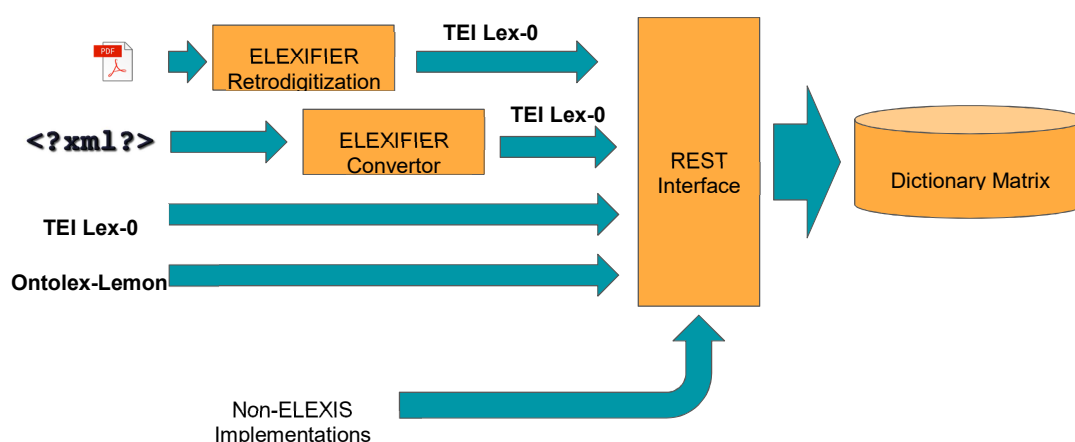 PDF
ELEXIFIER
Retrodigitization
TEI Lex-0
<?xml?>
ELEXIFIER
Convertor
TEI Lex-0
REST
Interface
Dictionary Matrix
TEI Lex-0
Ontolex-Lemon
Non-ELEXIS
Implementations